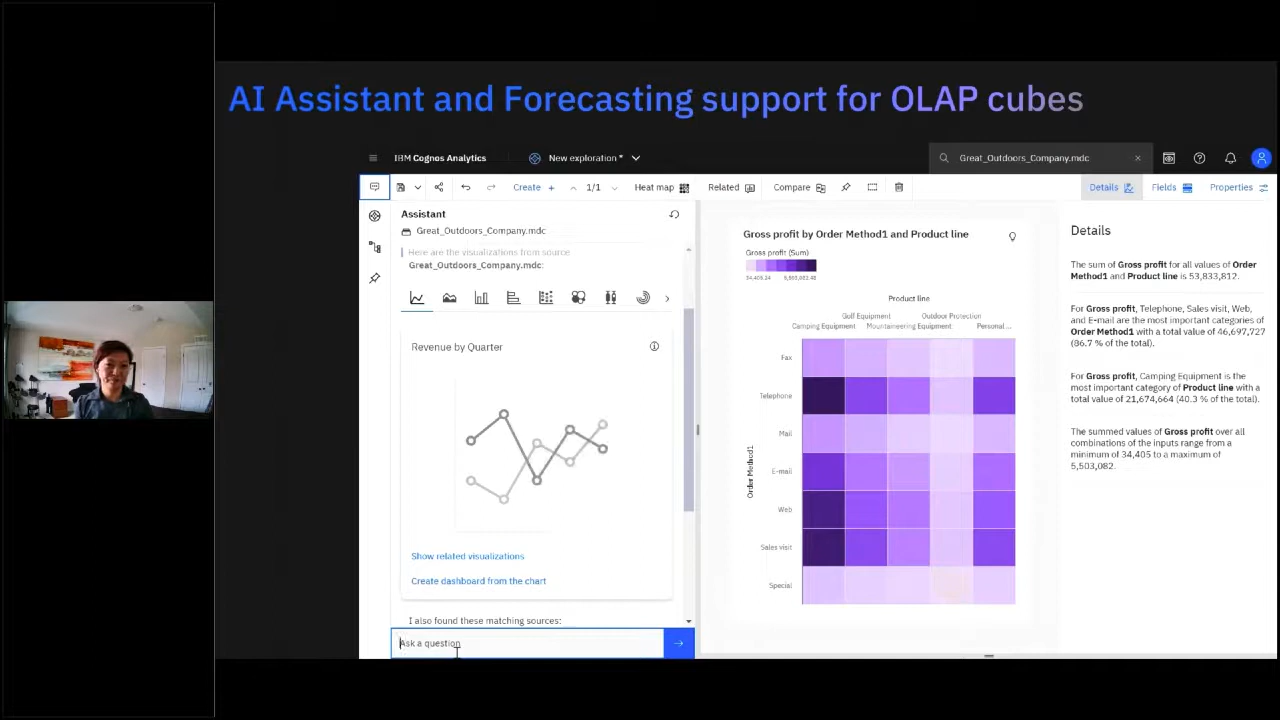 AI Assistant and Forecasting support for OLAP cubes
IBM Cognos Analytics
New exploration *
Great_Outdoors_Company.mdc
Create
1/1
Heat map
Related
Compare
Details
Fields
Properties
Assistant
Great_Outdoors_Company.mdc
Here are the visualizations from source
Great_Outdoors_Company.mdc:
Revenue by Quarter
Show related visualizations
Create dashboard from the chart
I also found these matching sources:
Ask a question
Gross profit by Order Method1 and Product line
Gross profit (Sum)
34,405.24 5,503,082.48
Product line
Golf Equipment Outdoor Protection
Camping Equipment Mountaineering Equipment Personal ...
Order Method1
Fax
Telephone
Mail
E-mail
Web
Sales visit
Special
Details
The sum of Gross profit for all values of Order
Method1 and Product line is 53,833,812.
For Gross profit, Telephone, Sales visit, Web,
and E-mail are the most important categories of
Order Method1 with a total value of 46,697,727
(86.7 % of the total).
For Gross profit, Camping Equipment is the
most important category of Product line with a
total value of 21,674,664 (40.3 % of the total).
The summed values of Gross profit over all
combinations of the inputs range from a
minimum of 34,405 to a maximum of
5,503,082.